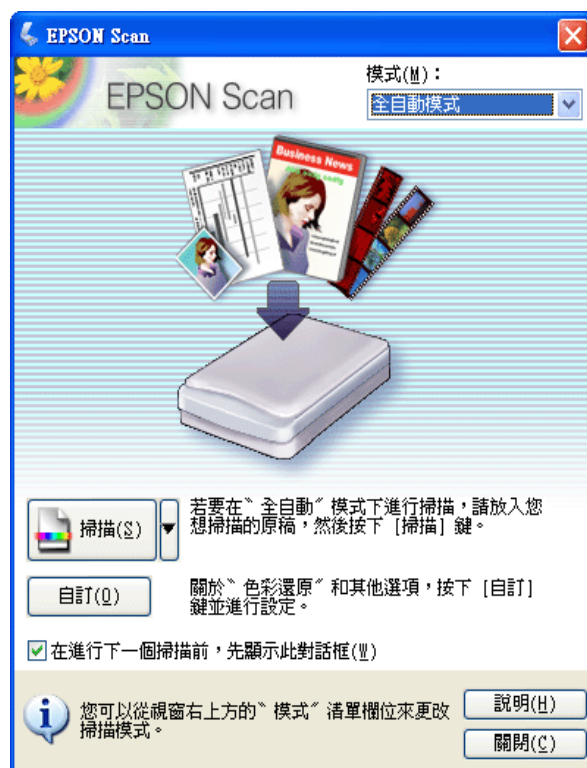 EPSON Scan
模式(M)：
EPSON Scan
全自動模式
Business News
掃描(S)
若要在〝全自動〞模式下進行掃描，請放入您
想掃描的原稿，然後按下 [掃描] 鍵。
自訂(O)
關於〝色彩還原〞和其他選項，按下 [自訂]
鍵並進行設定。
在進行下一個掃描前，先顯示此對話框(W)
您可以從視窗右上方的〝模式〞清單欄位來更改
掃描模式。
說明(H)
關閉(C)